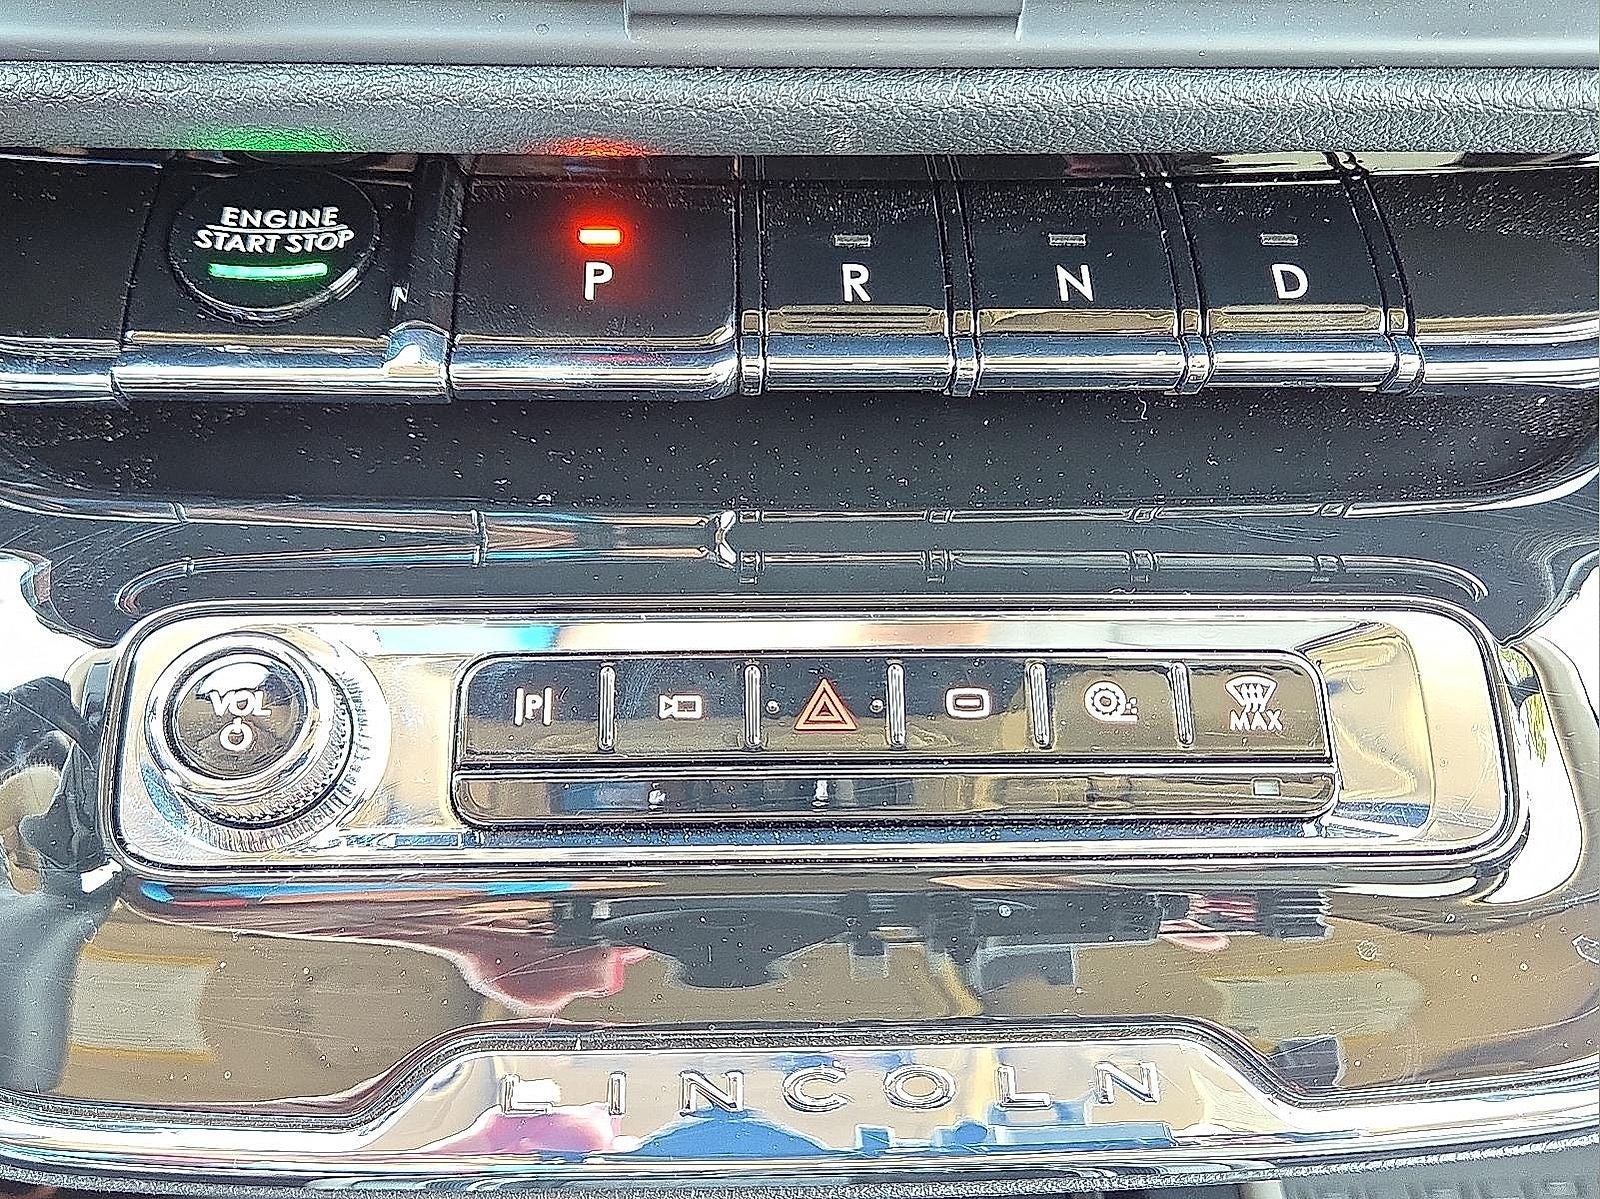 ENGINE
START STOP
P
R
N
D
VOL
P
MAX
LINCOLN